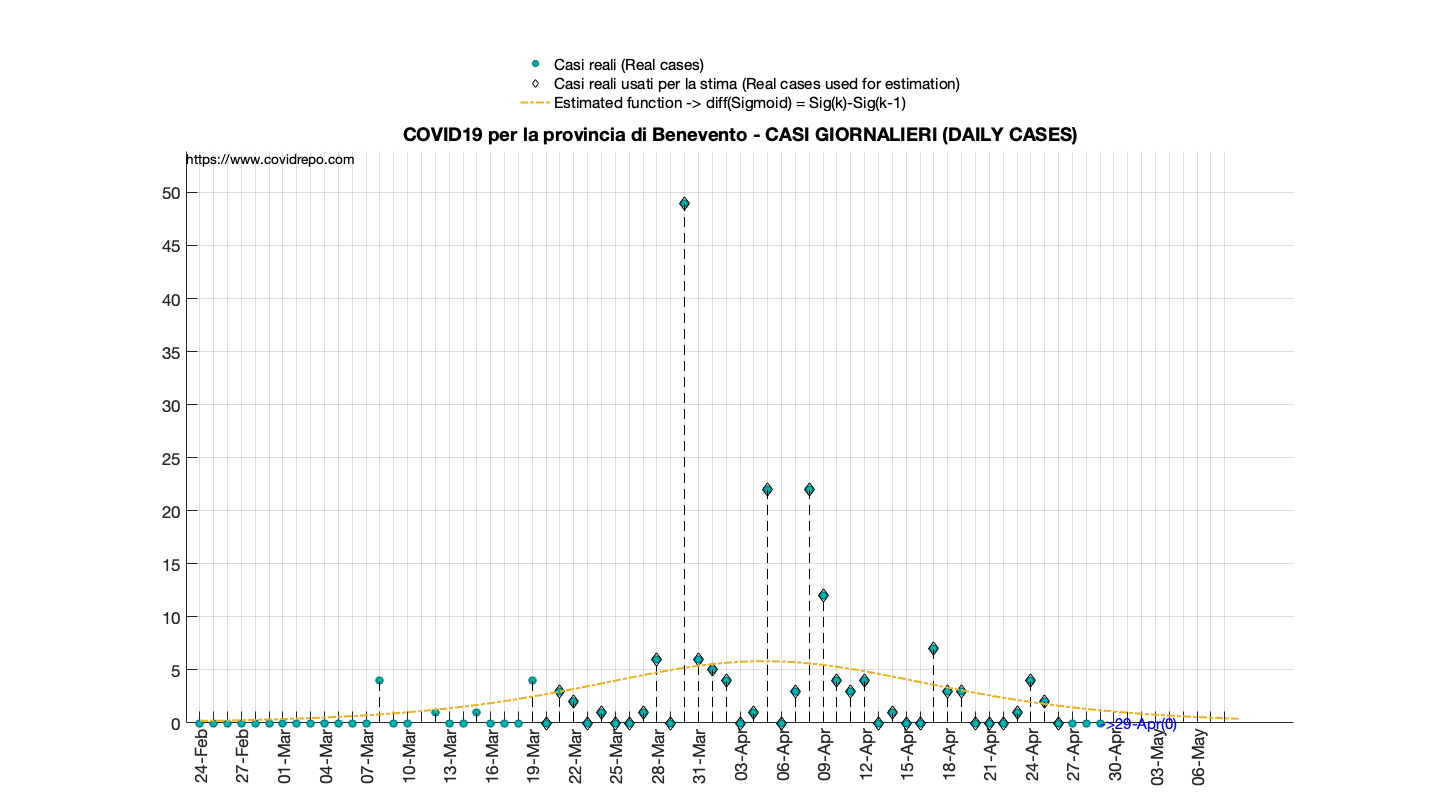 Casi reali (Real cases)
Casi reali usati per la stima (Real cases used for estimation)
Estimated function -> diff(Sigmoid) = Sig(k)-Sig(k-1)
COVID19 per la provincia di Benevento - CASI GIORNALIERI (DAILY CASES)
https://www.covidrepo.com
50
45
40
35
30
25
20
15
10
5
0
->29-Apr(0)
24-Feb
27-Feb
01-Mar
04-Mar
07-Mar
10-Mar
13-Mar
16-Mar
19-Mar
22-Mar
25-Mar
28-Mar
31-Mar
03-Apr
06-Apr
09-Apr
12-Apr
15-Apr
18-Apr
21-Apr
24-Apr
27-Apr
30-Apr
03-May
06-May